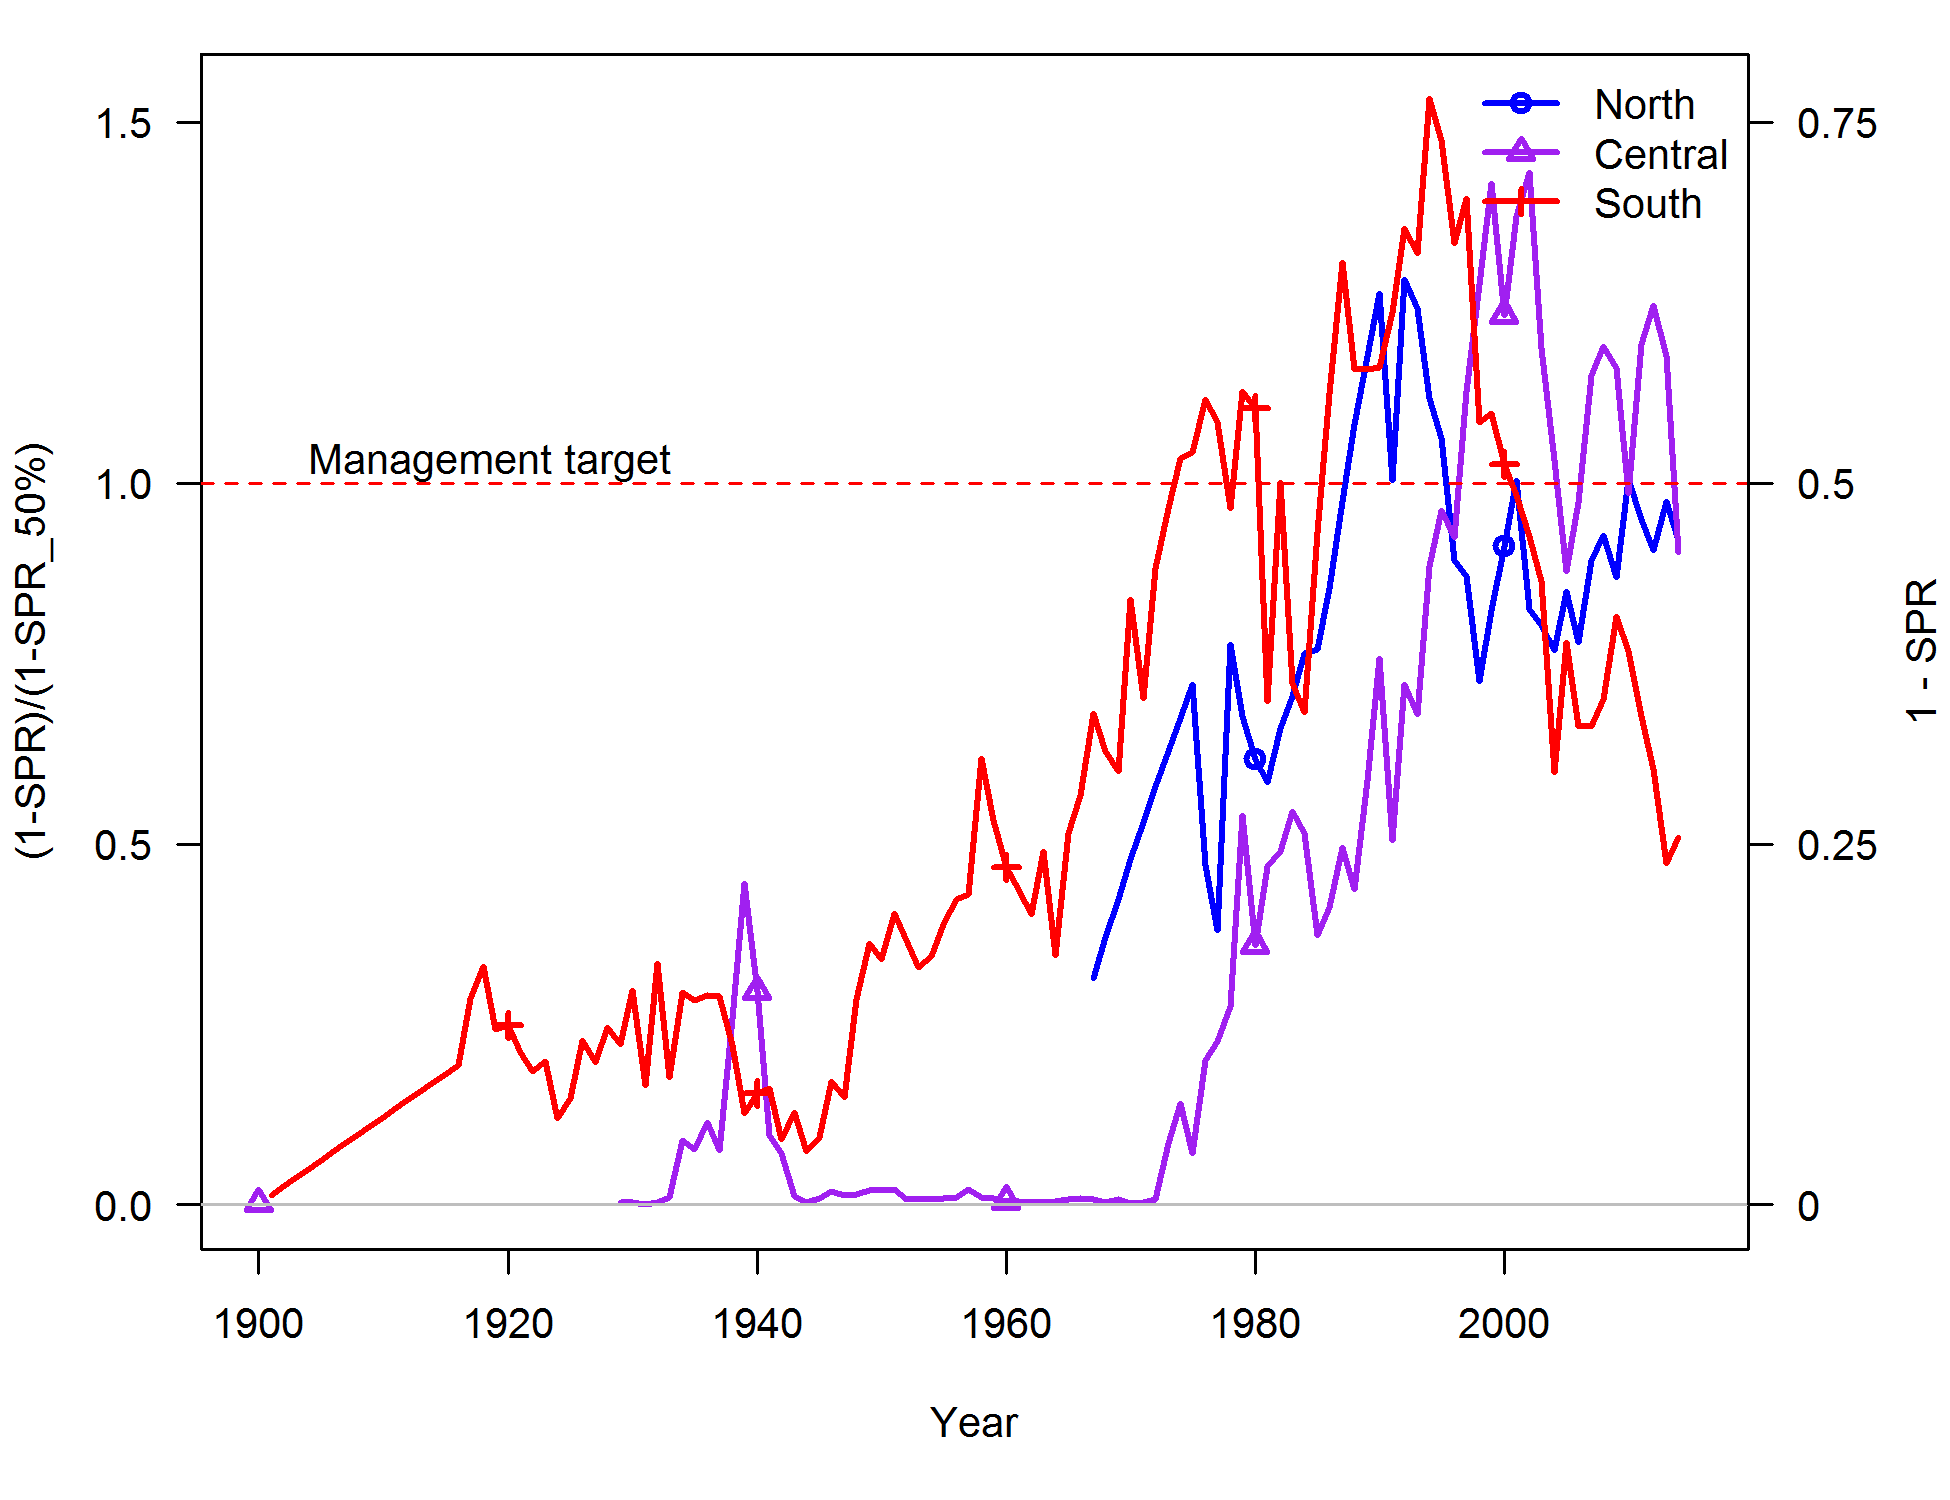 North
Central
South
Management target
1.5
1.0
0.5
0.0
0.75
0.5
0.25
0
(1-SPR)/(1-SPR_50%)
1 - SPR
1900 1920 1940 1960 1980 2000
Year